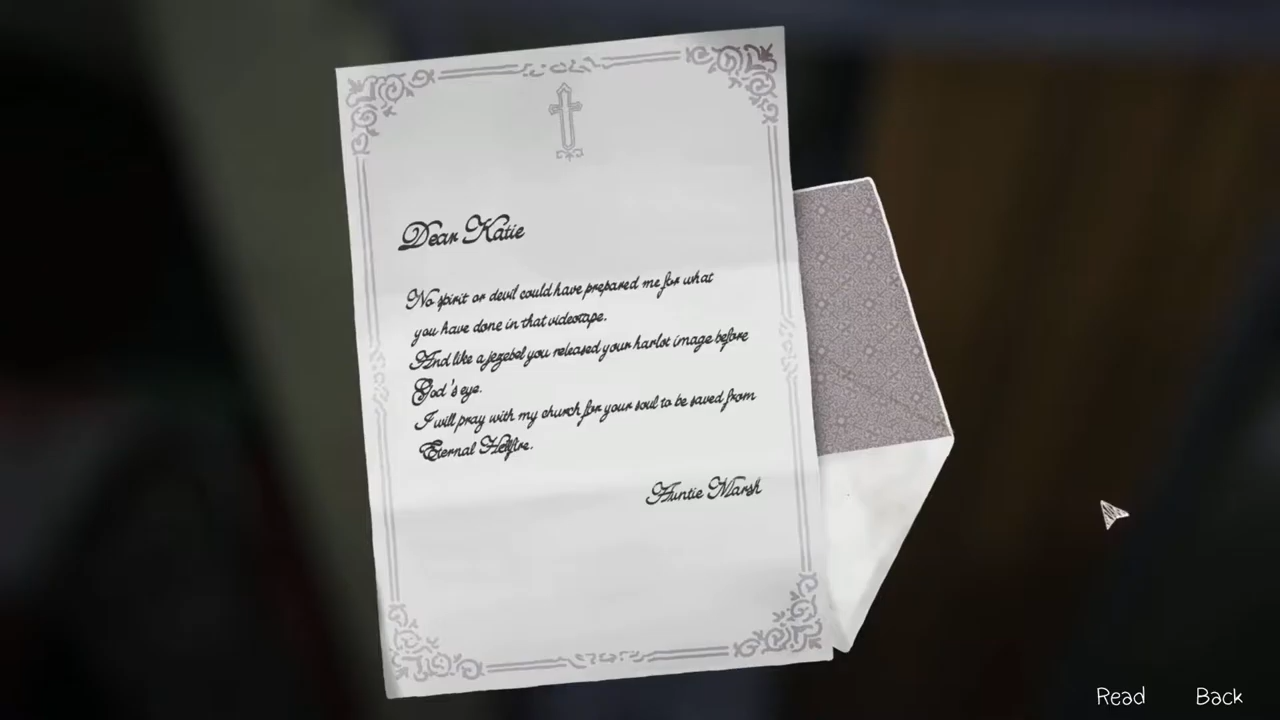 Dear Katie
No spirit or devil could have prepared me for what
you have done in that videotape.
And like a jezebel you released your harlot image before
God's eye.
I will pray with my church for your soul to be saved from
Eternal Hellfire.
Auntie Marsh
Read
Back